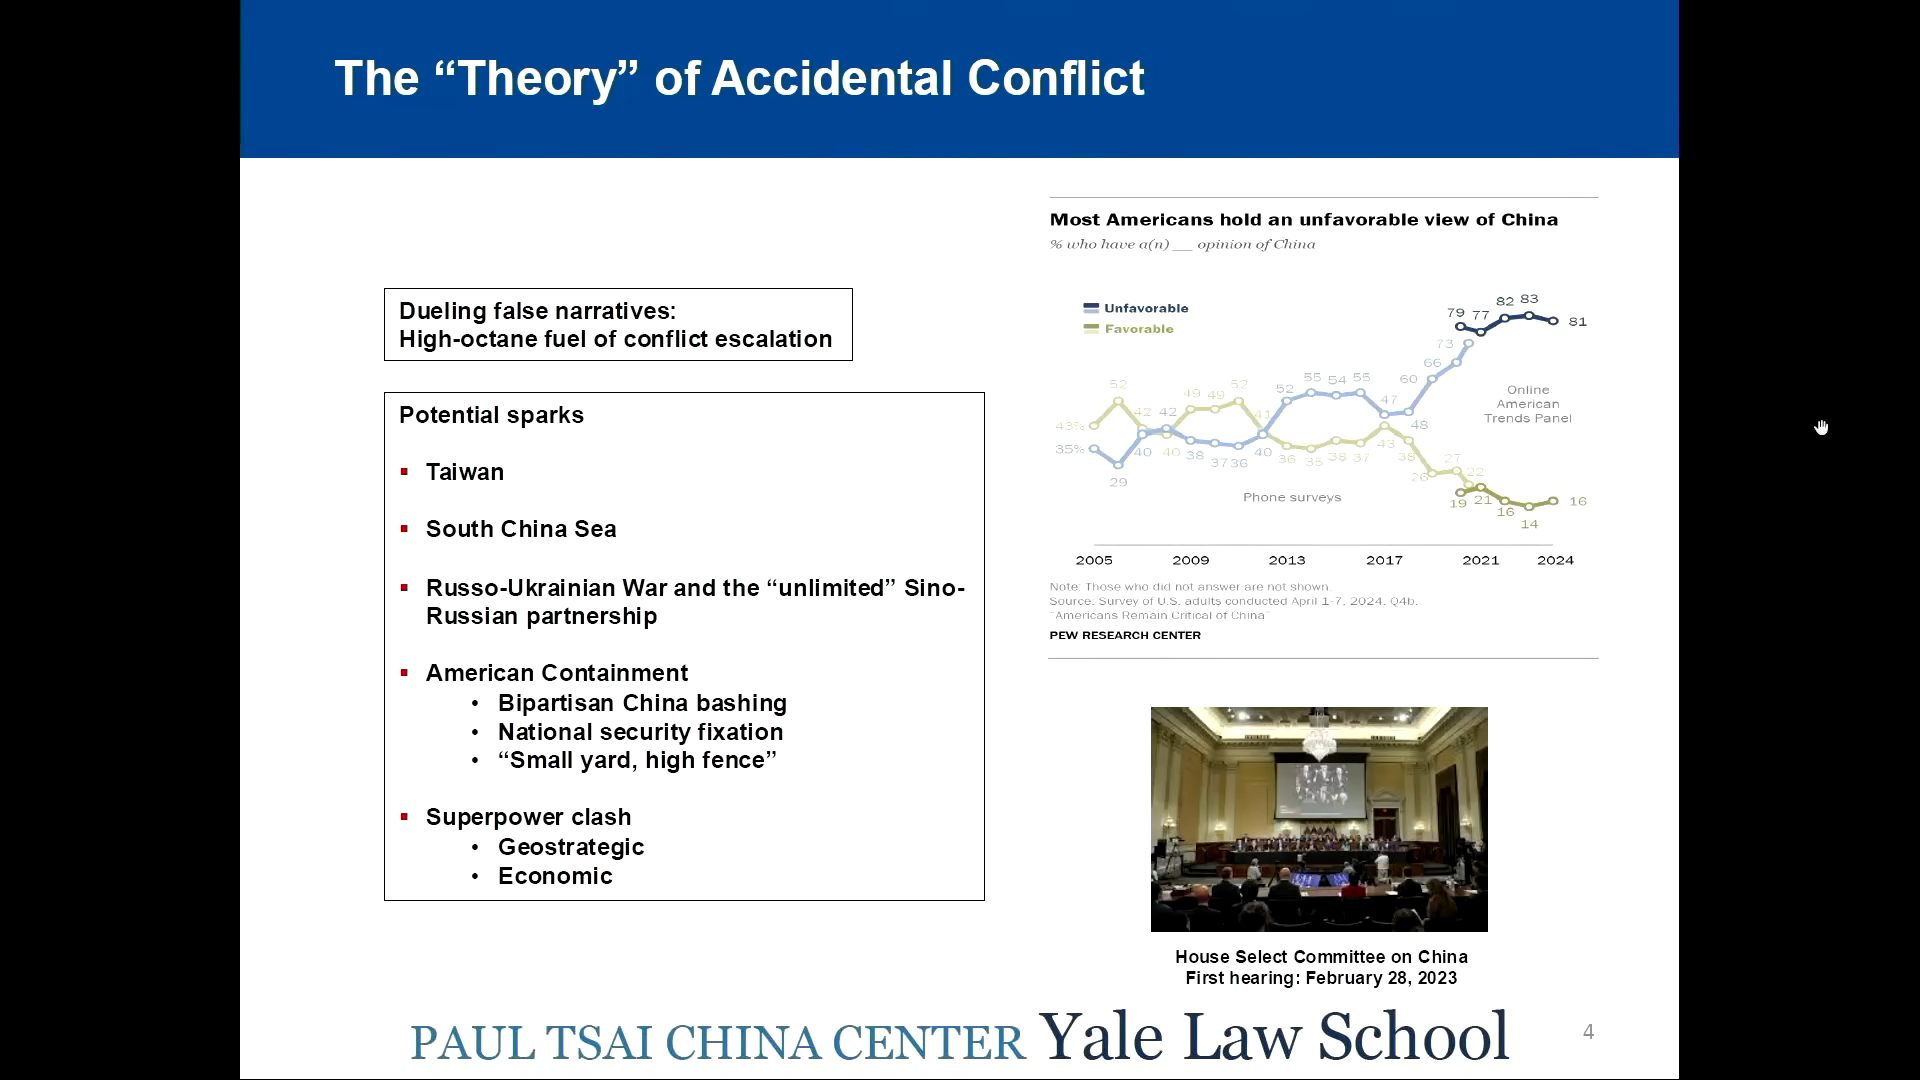 The “Theory” of Accidental Conflict
Dueling false narratives:
High-octane fuel of conflict escalation
Potential sparks
▪ Taiwan
▪ South China Sea
▪ Russo-Ukrainian War and the “unlimited” Sino-
Russian partnership
▪ American Containment
• Bipartisan China bashing
• National security fixation
• “Small yard, high fence”
▪ Superpower clash
• Geostrategic
• Economic
Most Americans hold an unfavorable view of China
% who have a(n) __ opinion of China
Unfavorable
Favorable
79 77 82 83 81
73
66
60
52 55 54 55 47 48
52 42 42 49 49 52 41
43%
35% 29 40 40 38 37 36 40 36 35 38 37 43 38 26 27 22
19 21 16 14 16
Online
American
Trends Panel
Phone surveys
2005 2009 2013 2017 2021 2024
Note: Those who did not answer are not shown.
Source: Survey of U.S. adults conducted April 1-7, 2024. Q4b.
“Americans Remain Critical of China”
PEW RESEARCH CENTER
House Select Committee on China
First hearing: February 28, 2023
PAUL TSAI CHINA CENTER Yale Law School
4